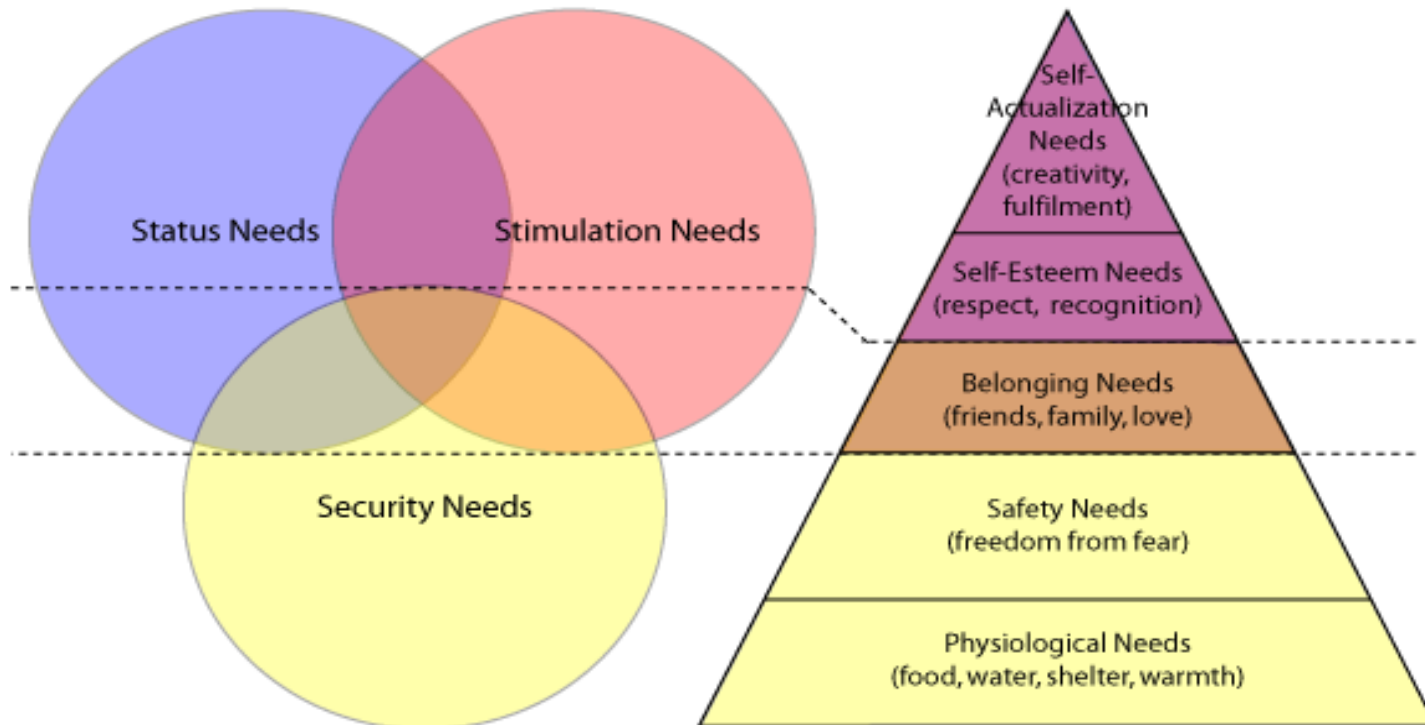 Status Needs
Stimulation Needs
Security Needs
Self-
Actualization
Needs
(creativity,
fulfilment)
Self-Esteem Needs
(respect, recognition)
Belonging Needs
(friends, family, love)
Safety Needs
(freedom from fear)
Physiological Needs
(food, water, shelter, warmth)